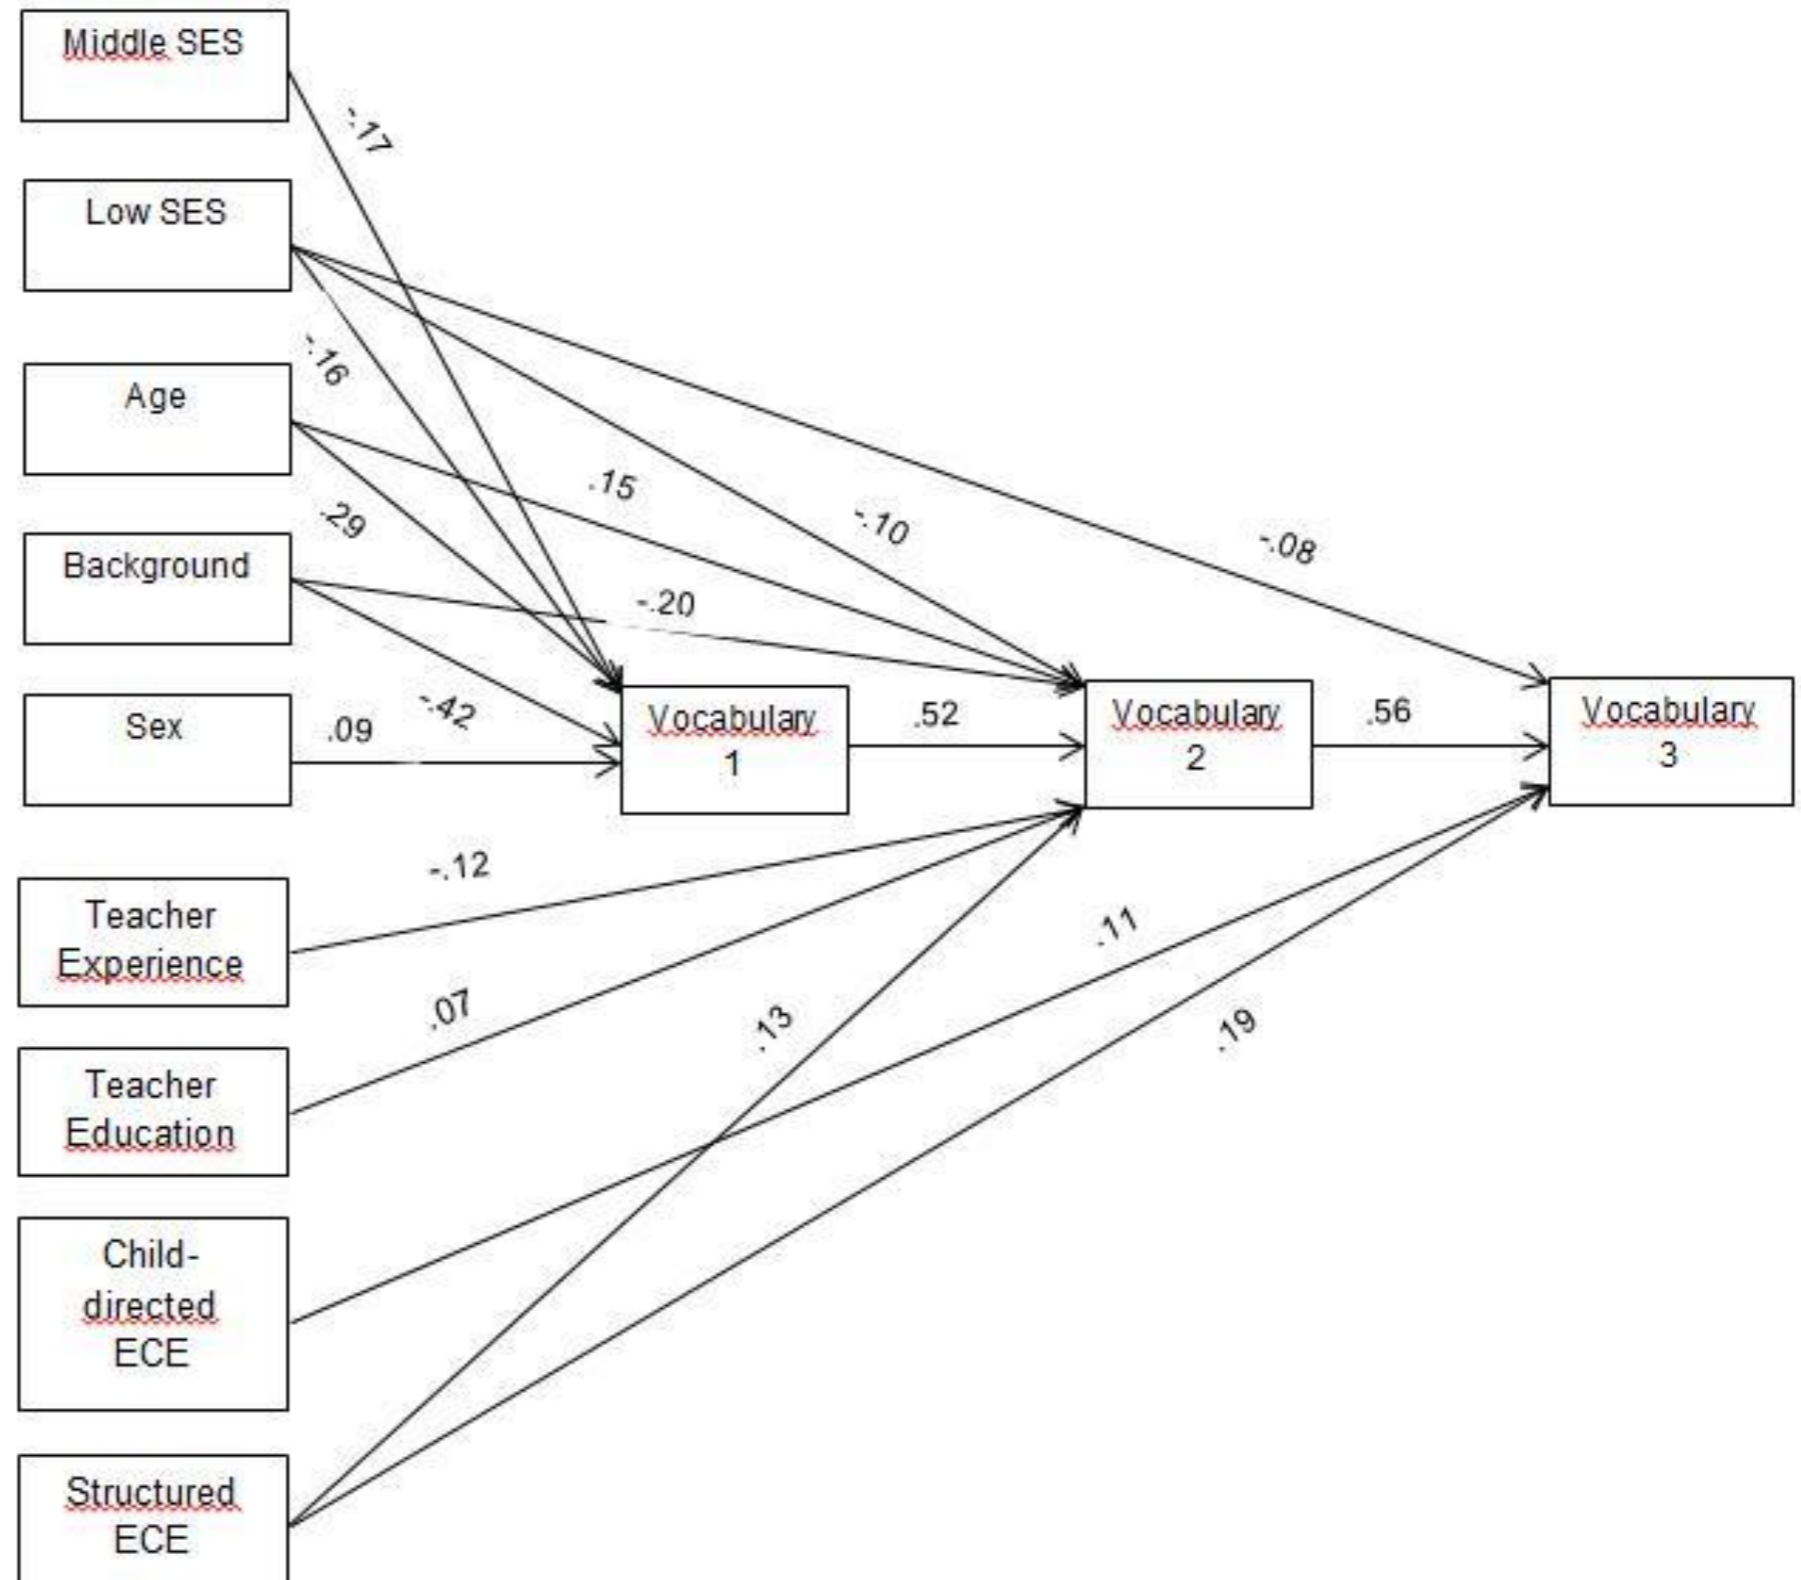 Middle SES
-.17
Low SES
-.16
Age
.15
-.10
-.08
.29
Background
-.20
-.42
Sex
.09
Vocabulary
1
.52
Vocabulary
2
.56
Vocabulary
3
-.12
Teacher
Experience
.11
.07
.13
.19
Teacher
Education
Child-
directed
ECE
Structured
ECE